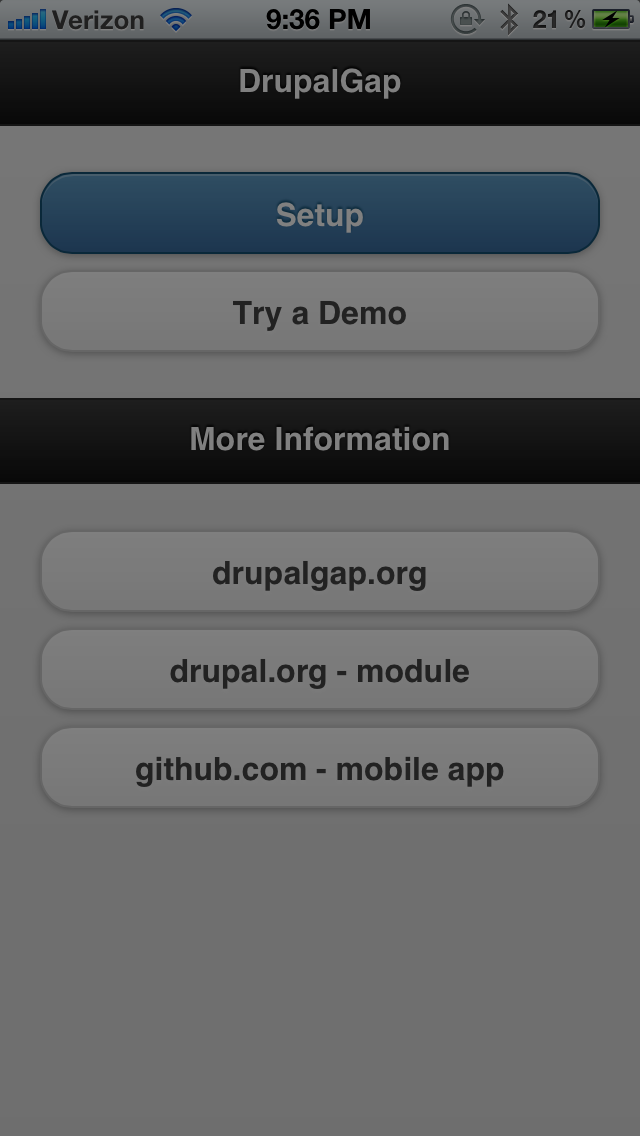 Verizon 9:36 PM 21 %
DrupalGap
Setup
Try a Demo
More Information
drupalgap.org
drupal.org - module
github.com - mobile app